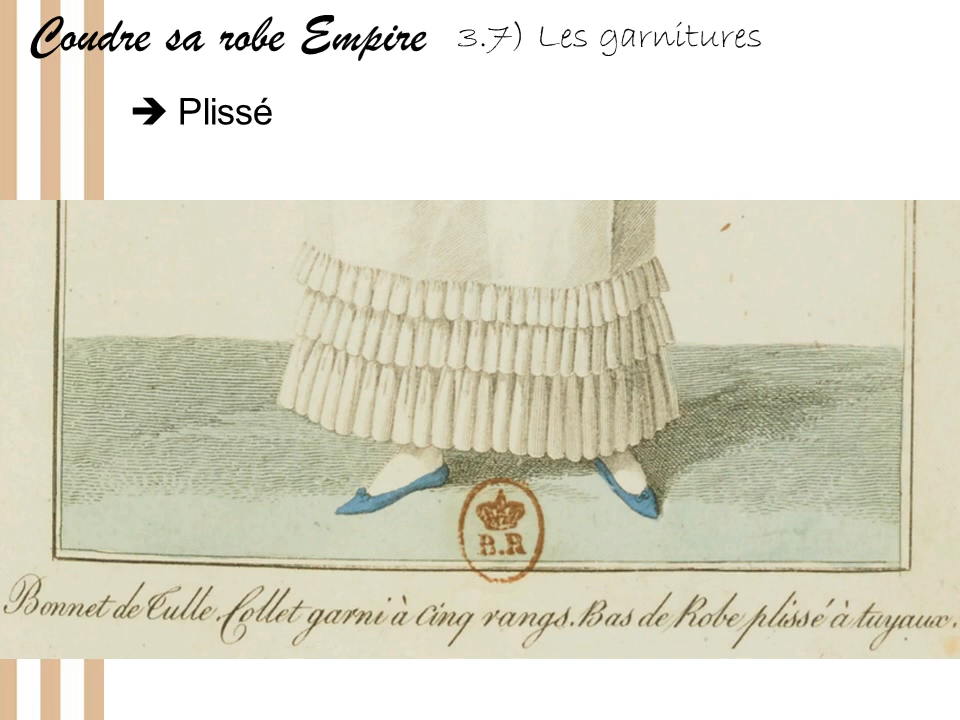 Coudre sa robe Empire 3.7) Les garnitures
➔ Plissé
B.R
Bonnet de Tulle. Collet garni à Cinq rangs. Bas de Robe plissé à tuyaux.